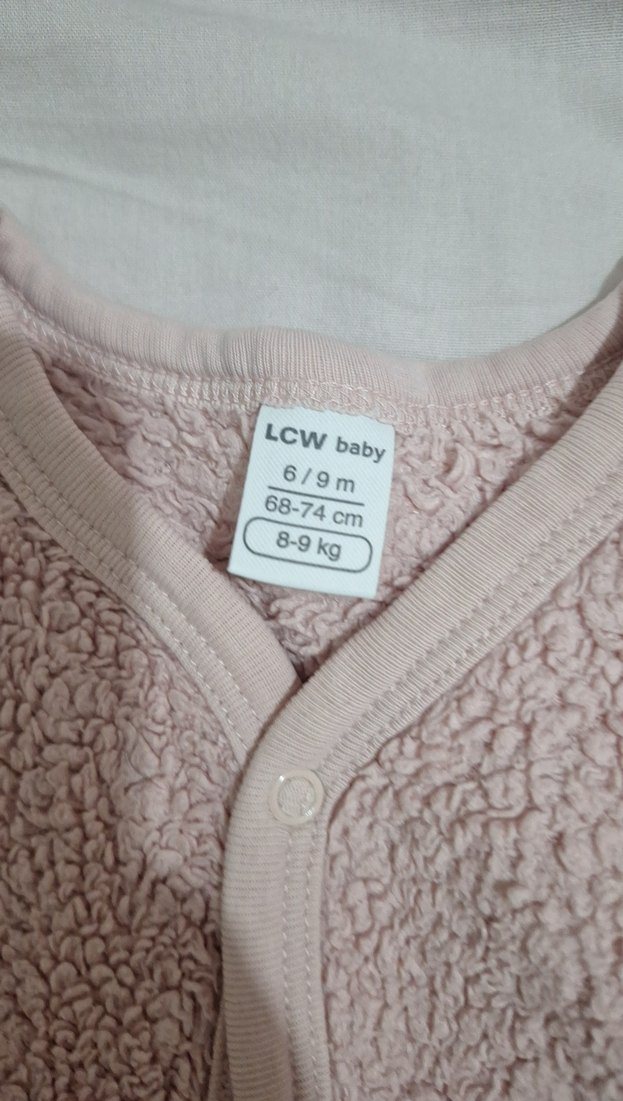 LCW baby
6 / 9 m
68-74 cm
8-9 kg